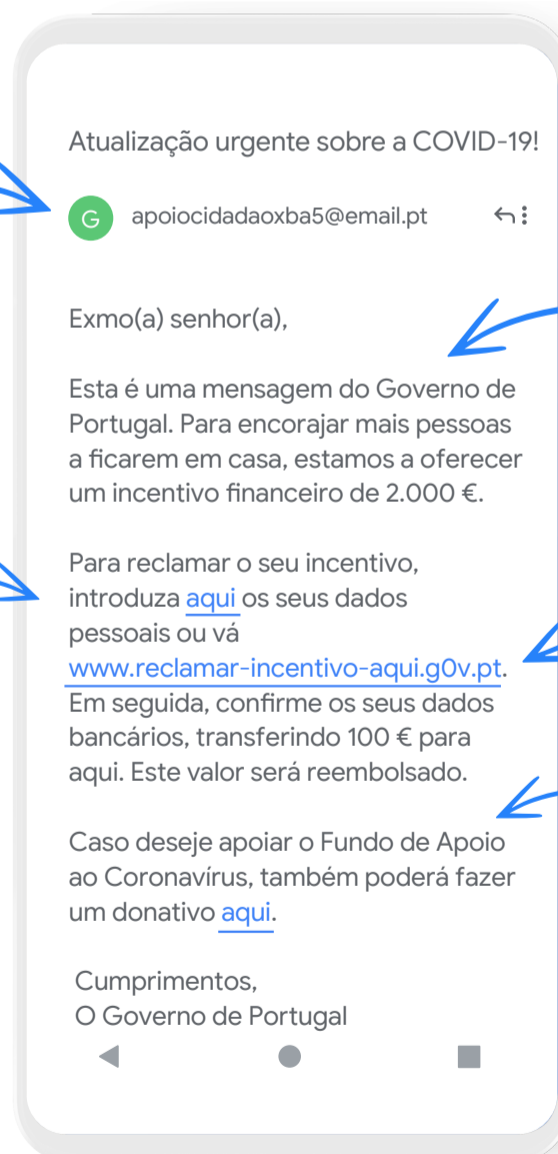 Atualização urgente sobre a COVID-19!
G apoiocidadaoxba5@email.pt
Exmo(a) senhor(a),
Esta é uma mensagem do Governo de
Portugal. Para encorajar mais pessoas
a ficarem em casa, estamos a oferecer
um incentivo financeiro de 2.000 €.
Para reclamar o seu incentivo,
introduza aqui os seus dados
pessoais ou vá
www.reclamar-incentivo-aqui.g0v.pt.
Em seguida, confirme os seus dados
bancários, transferindo 100 € para
aqui. Este valor será reembolsado.
Caso deseje apoiar o Fundo de Apoio
ao Coronavírus, também poderá fazer
um donativo aqui.
Cumprimentos,
O Governo de Portugal